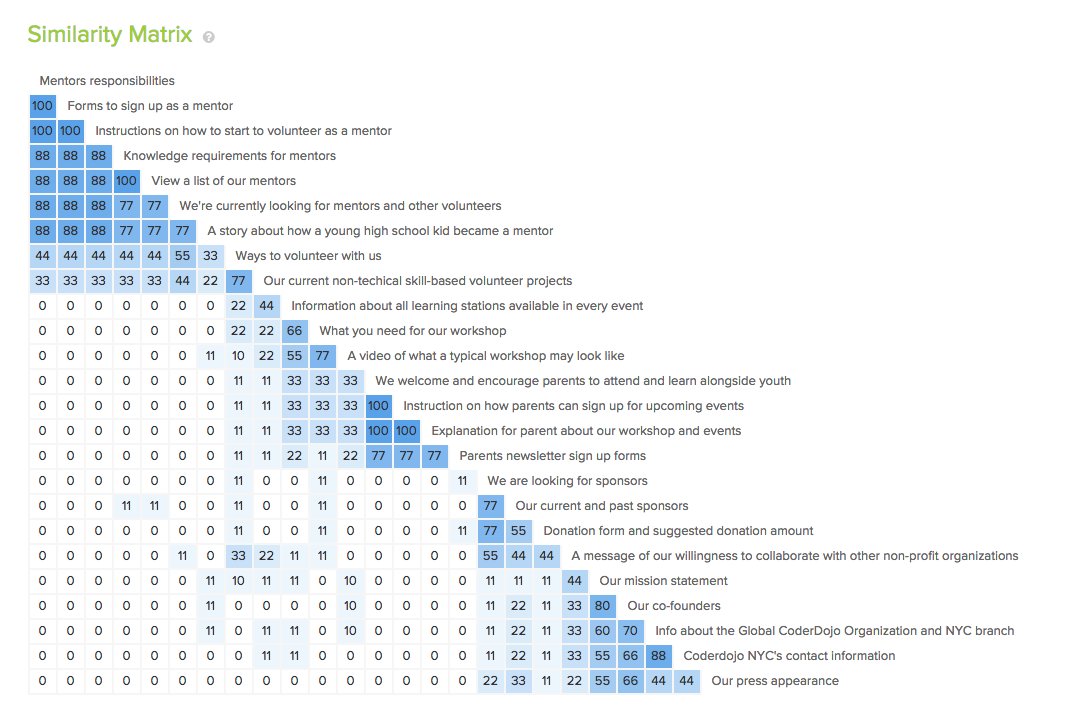 Similarity Matrix ?
Mentors responsibilities
100 Forms to sign up as a mentor
100 100 Instructions on how to start to volunteer as a mentor
88 88 88 Knowledge requirements for mentors
88 88 88 100 View a list of our mentors
88 88 88 77 77 We're currently looking for mentors and other volunteers
88 88 88 77 77 77 A story about how a young high school kid became a mentor
44 44 44 44 44 55 33 Ways to volunteer with us
33 33 33 33 33 44 22 77 Our current non-techical skill-based volunteer projects
0 0 0 0 0 0 0 22 44 Information about all learning stations available in every event
0 0 0 0 0 0 0 22 22 66 What you need for our workshop
0 0 0 0 0 0 11 10 22 55 77 A video of what a typical workshop may look like
0 0 0 0 0 0 0 11 11 33 33 33 We welcome and encourage parents to attend and learn alongside youth
0 0 0 0 0 0 0 11 11 33 33 33 100 Instruction on how parents can sign up for upcoming events
0 0 0 0 0 0 0 11 11 33 33 33 100 100 Explanation for parent about our workshop and events
0 0 0 0 0 0 0 11 11 22 11 22 77 77 77 Parents newsletter sign up forms
0 0 0 0 0 0 0 11 0 0 11 0 0 0 0 11 We are looking for sponsors
0 0 0 11 11 0 0 11 0 0 11 0 0 0 0 0 77 Our current and past sponsors
0 0 0 0 0 0 0 11 0 0 11 0 0 0 0 11 77 55 Donation form and suggested donation amount
0 0 0 0 0 11 0 33 22 11 11 0 0 0 0 0 55 44 44 A message of our willingness to collaborate with other non-profit organizations
0 0 0 0 0 0 11 10 11 11 0 10 0 0 0 0 11 11 11 44 Our mission statement
0 0 0 0 0 0 11 0 0 0 0 10 0 0 0 0 11 22 11 33 80 Our co-founders
0 0 0 0 0 0 11 0 11 11 0 10 0 0 0 0 11 22 11 33 60 70 Info about the Global CoderDojo Organization and NYC branch
0 0 0 0 0 0 0 0 11 11 0 0 0 0 0 0 11 22 11 33 55 66 88 Coderdojo NYC's contact information
0 0 0 0 0 0 0 0 0 0 0 0 0 0 0 0 22 33 11 22 55 66 44 44 Our press appearance